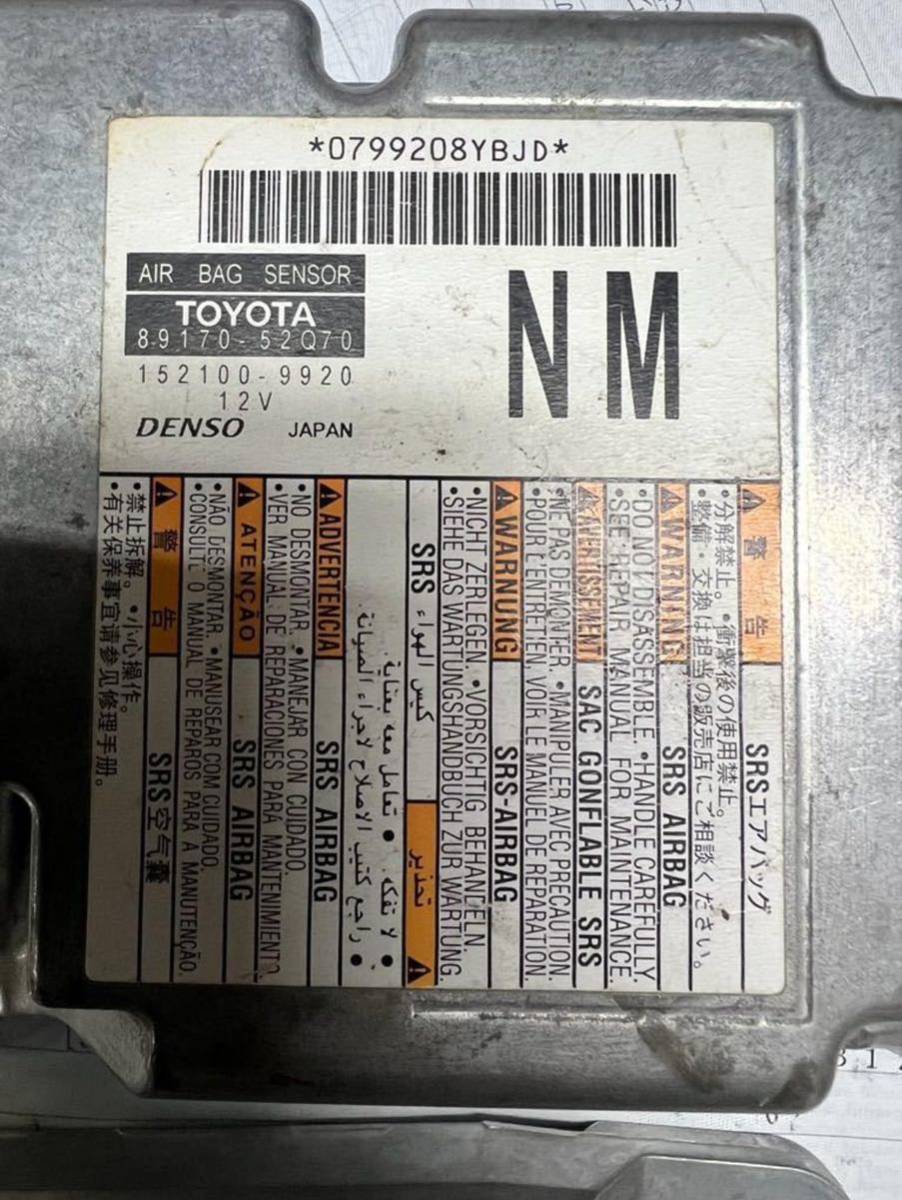 *0799208YBJD*
AIR BAG SENSOR
TOYOTA
89170-52Q70
152100-9920
12V
DENSO JAPAN
NM
警告 SRSエアバッグ
•分解禁止。•衝撃後の使用禁止。
•整備・交換は担当の販売店にご相談ください。
WARNING SRS AIRBAG
•DO NOT DISASSEMBLE. •HANDLE CAREFULLY.
•SEE REPAIR MANUAL FOR MAINTENANCE.
AVERTISSEMENT SAC GONFLABLE SRS
•NE PAS DEMONTER. •MANIPULER AVEC PRECAUTION.
•POUR L'ENTRETIEN, VOIR LE MANUEL DE REPARATION.
WARNUNG SRS-AIRBAG
•NICHT ZERLEGEN. •VORSICHTIG BEHANDELN.
•SIEHE DAS WARTUNGSHANDBUCH ZUR WARTUNG.
تحذير كيس الهواء SRS
• لا تفكه. • تعامل معه بعناية.
• راجع كتيب الاصلاح لاجراء الصيانة.
ADVERTENCIA SRS AIRBAG
•NO DESMONTAR. •MANEJAR CON CUIDADO.
•VER MANUAL DE REPARACIONES PARA MANTENIMIENTO.
ATENÇÃO SRS AIRBAG
•NÃO DESMONTAR. •MANUSEAR COM CUIDADO.
•CONSULTE O MANUAL DE REPAROS PARA A MANUTENÇÃO.
警告 SRS空气囊
•禁止拆解。•小心操作。
•有关保养事宜请参见修理手册。